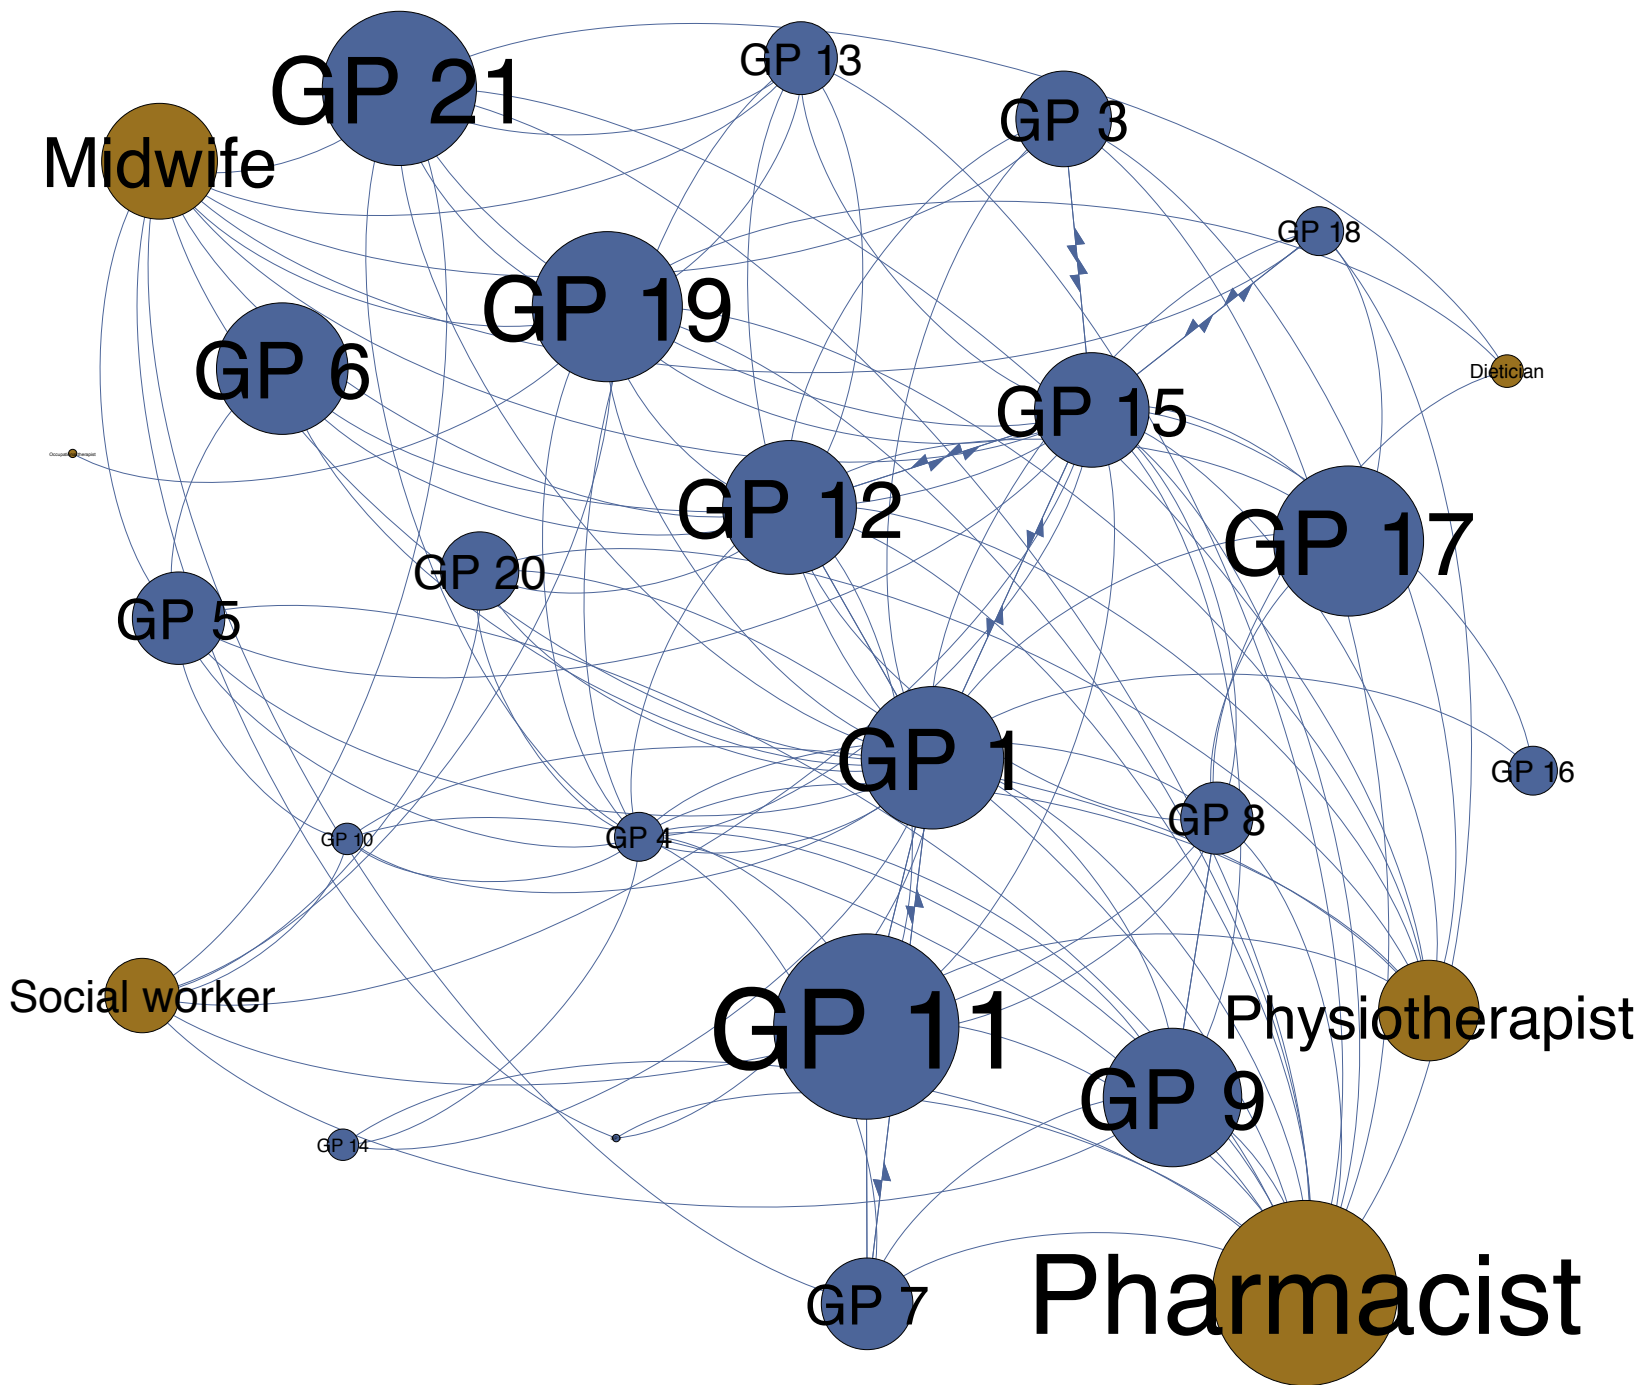 GP 21
GP 13
GP 3
Midwife
GP 18
GP 19
GP 6
Dietician
GP 15
GP 12
GP 17
GP 20
GP 5
GP 1
GP 16
GP 8
GP 10
GP 4
Social worker
GP 11
Physiotherapist
GP 9
GP 14
GP 7
Pharmacist